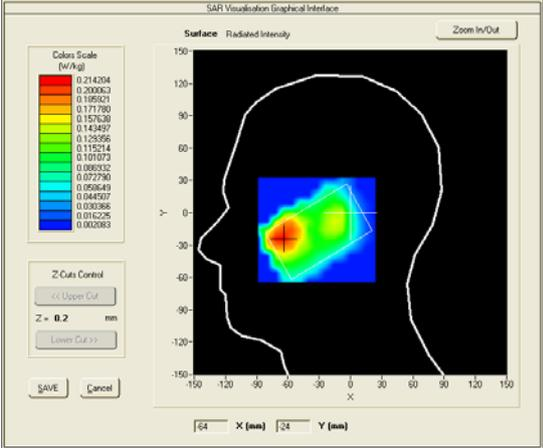 SAR Visualisation Graphical Interface
Surface Radiated Intensity
Zoom In/Out
Colors Scale
(W/kg)
0.214204
0.200063
0.185921
0.171780
0.157638
0.143497
0.129356
0.115214
0.101073
0.086932
0.072790
0.058649
0.044507
0.030366
0.016225
0.002083
Z-Cuts Control
<< Upper Cut
Z = 0.2 mm
Lower Cut >>
SAVE Cancel
150
120
90
60
30
0
-30
-60
-90
-120
-150
Y
-150 -120 -90 -60 -30 0 30 60 90 120 150
X
-64 X (mm) -24 Y (mm)